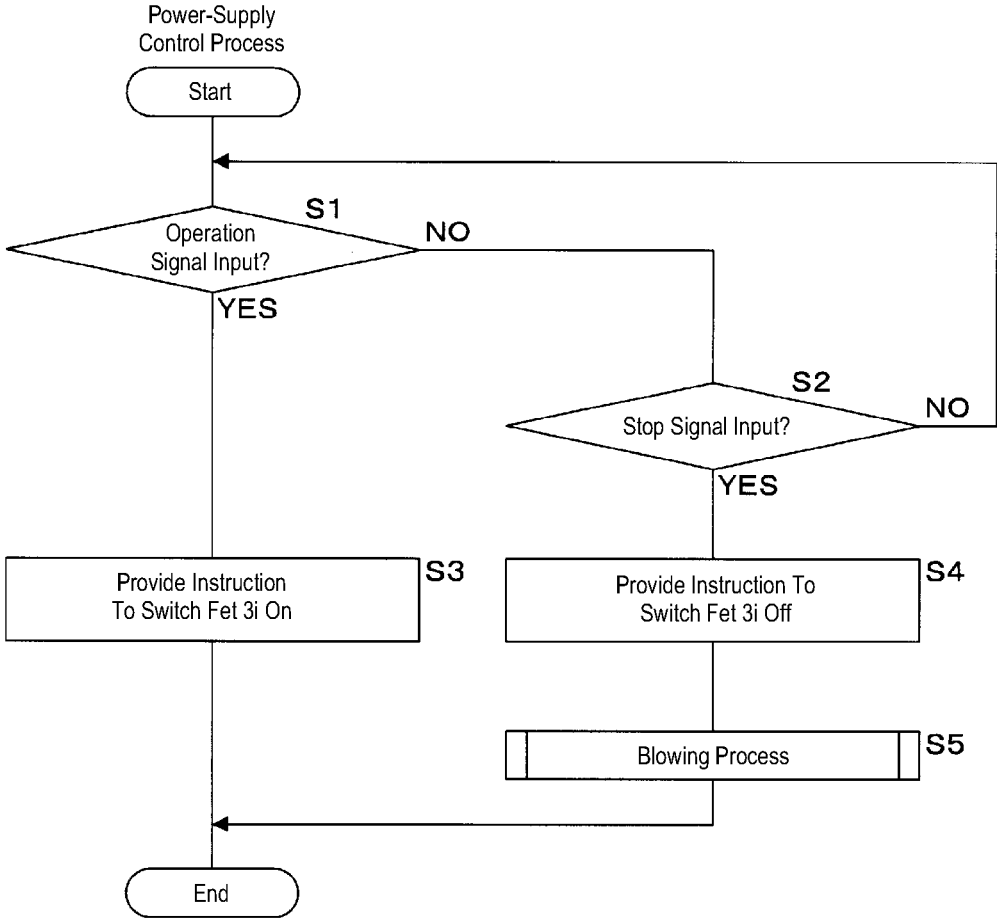 Power-Supply
Control Process
Start
S1
Operation
Signal Input?
NO
YES
S2
Stop Signal Input?
NO
YES
S3
Provide Instruction
To Switch Fet 3i On
S4
Provide Instruction To
Switch Fet 3i Off
S5
Blowing Process
End